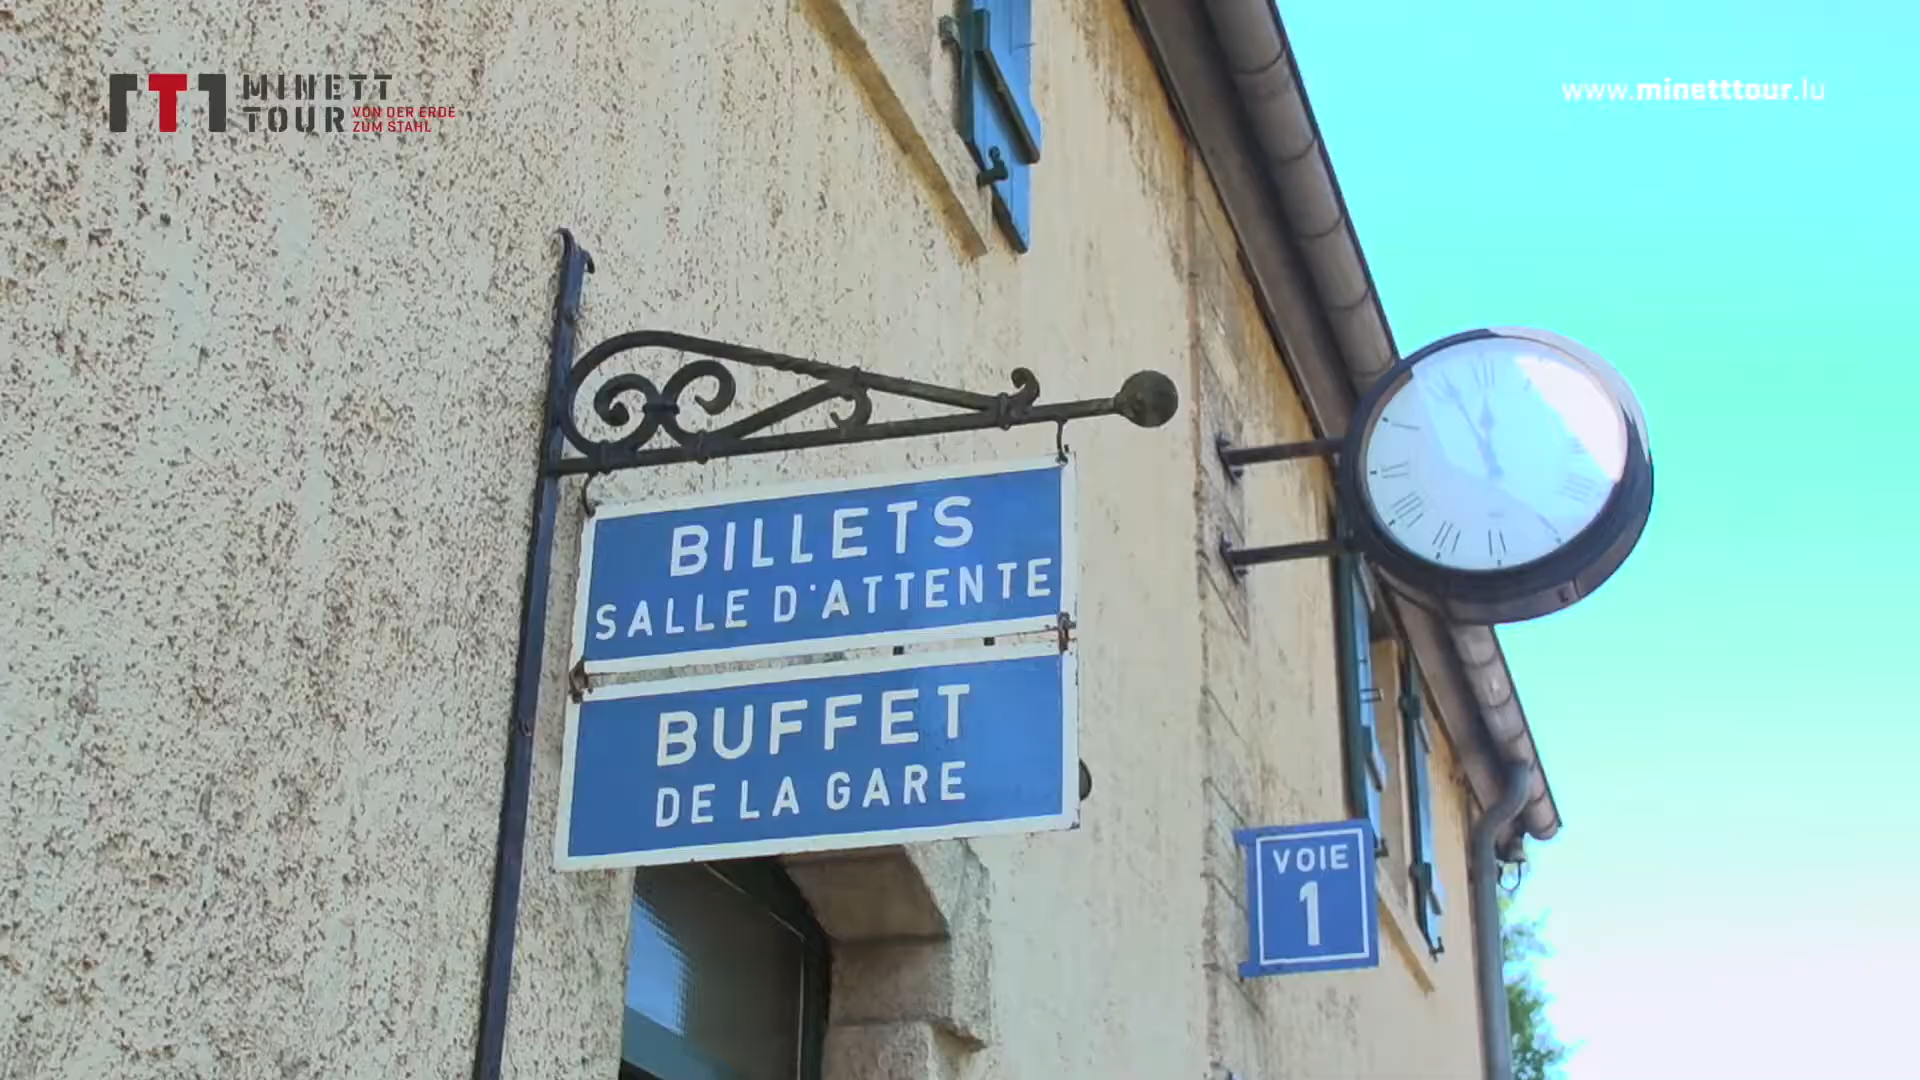 MINETT
TOUR
VON DER ERDE
ZUM STAHL
www.minetttour.lu
BILLETS
SALLE D'ATTENTE
BUFFET
DE LA GARE
VOIE
1